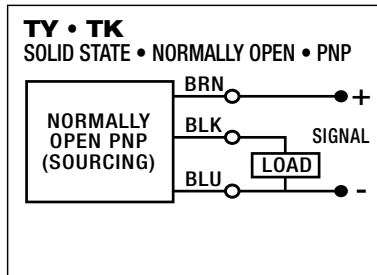 TY • TK
SOLID STATE • NORMALLY OPEN • PNP
BRN
+
NORMALLY
OPEN PNP
(SOURCING)
BLK
SIGNAL
LOAD
BLU
-